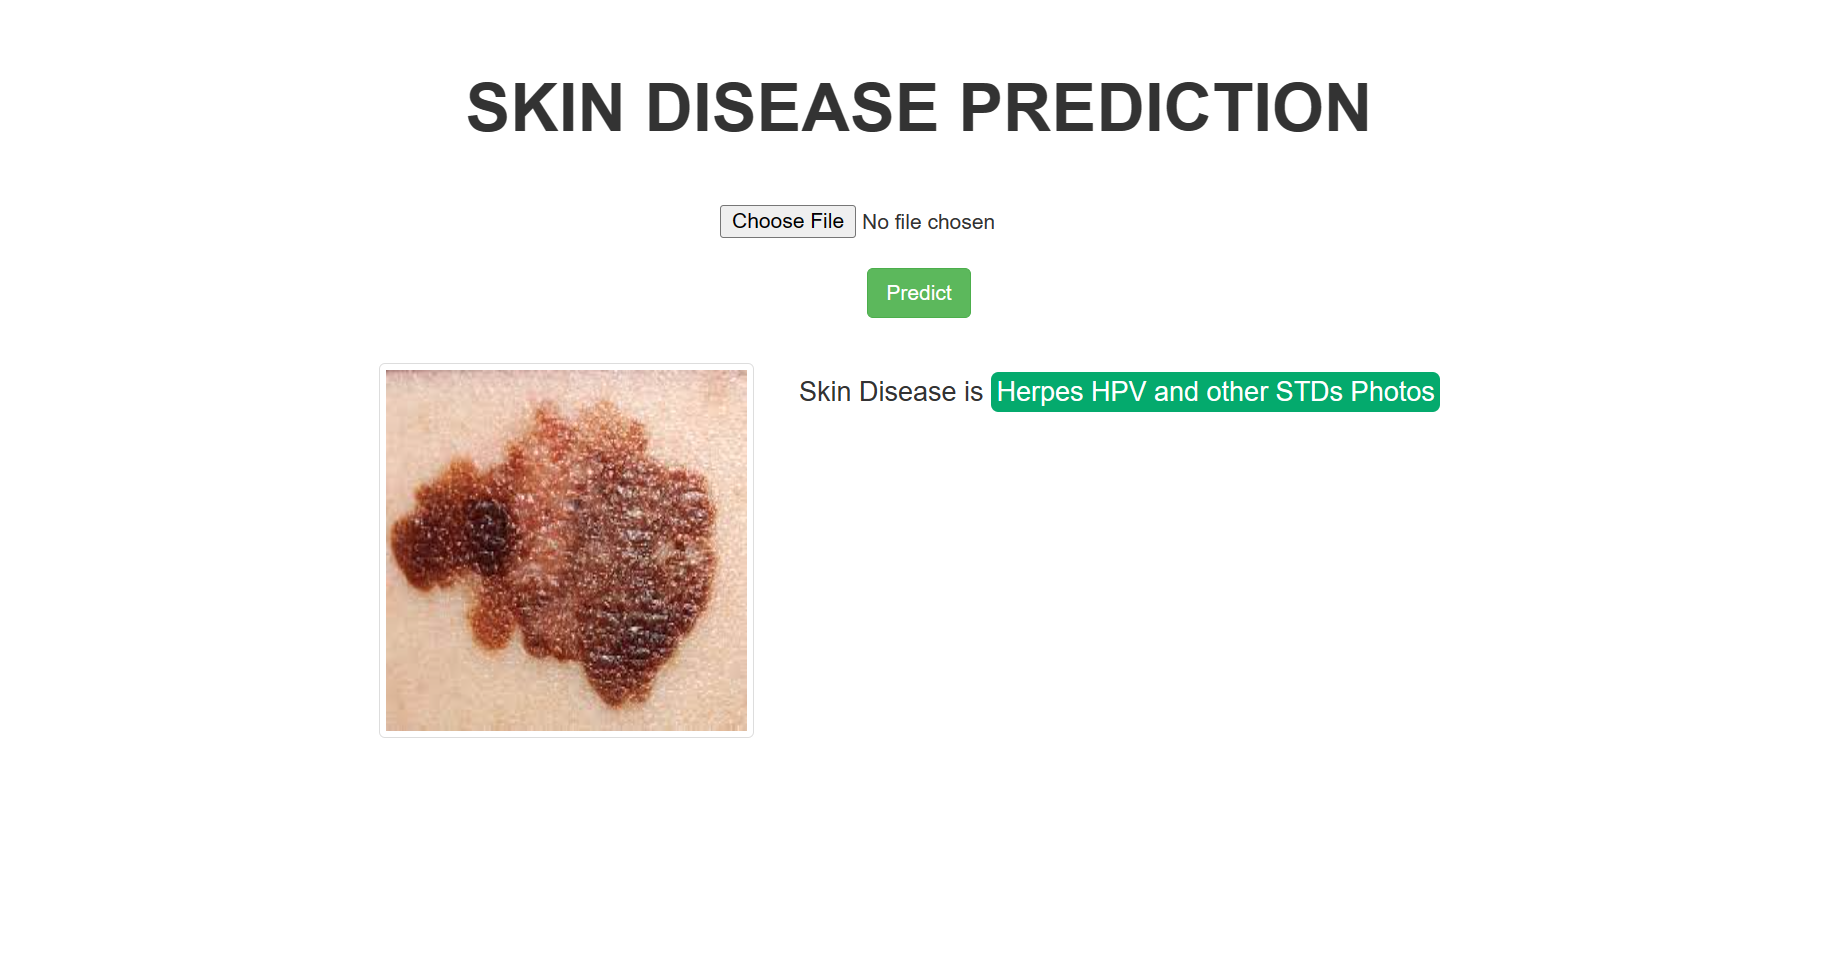 SKIN DISEASE PREDICTION
Choose File No file chosen
Predict
Skin Disease is Herpes HPV and other STDs Photos